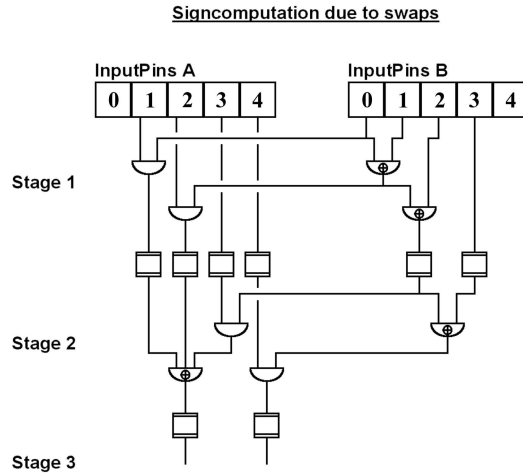 Signcomputation due to swaps
InputPins A InputPins B
0 1 2 3 4 0 1 2 3 4
Stage 1
Stage 2
Stage 3